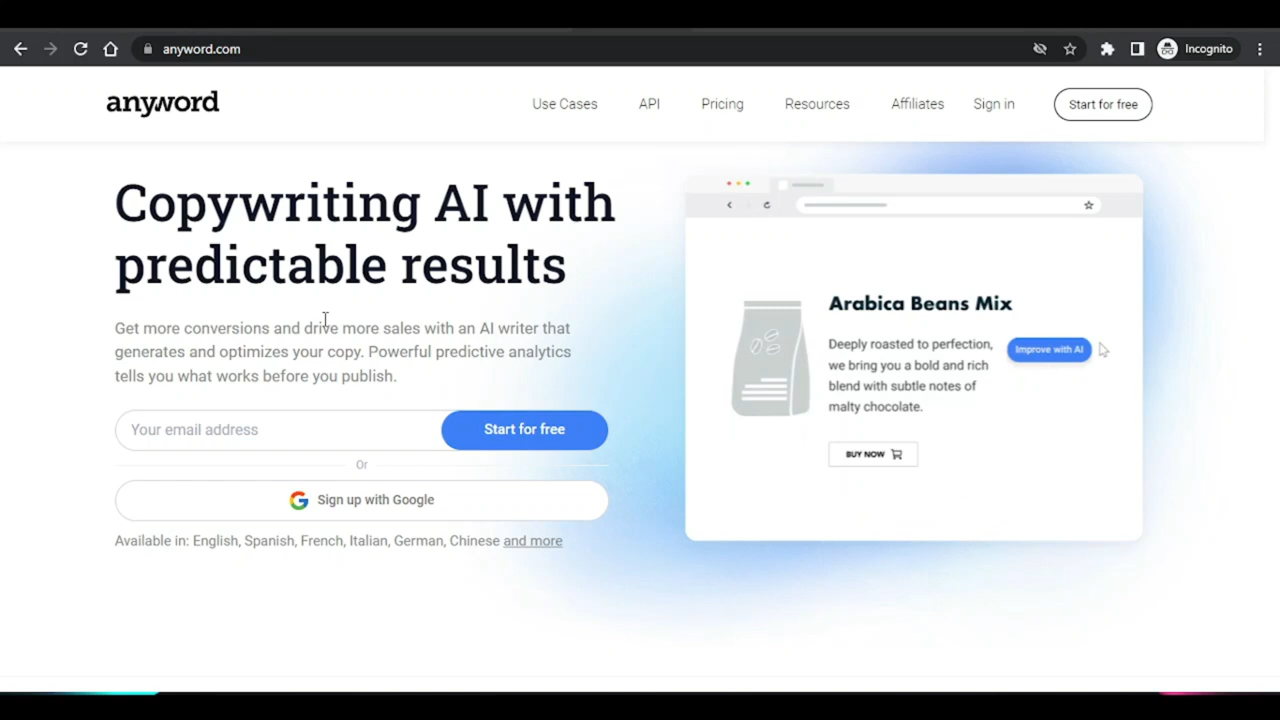 anyword.com
Incognito
anyword
Use Cases
API
Pricing
Resources
Affiliates
Sign in
Start for free
Copywriting AI with
predictable results
Get more conversions and drive more sales with an AI writer that
generates and optimizes your copy. Powerful predictive analytics
tells you what works before you publish.
Your email address
Start for free
Or
Sign up with Google
Available in: English, Spanish, French, Italian, German, Chinese and more
Arabica Beans Mix
Deeply roasted to perfection,
we bring you a bold and rich
blend with subtle notes of
malty chocolate.
Improve with AI
BUY NOW